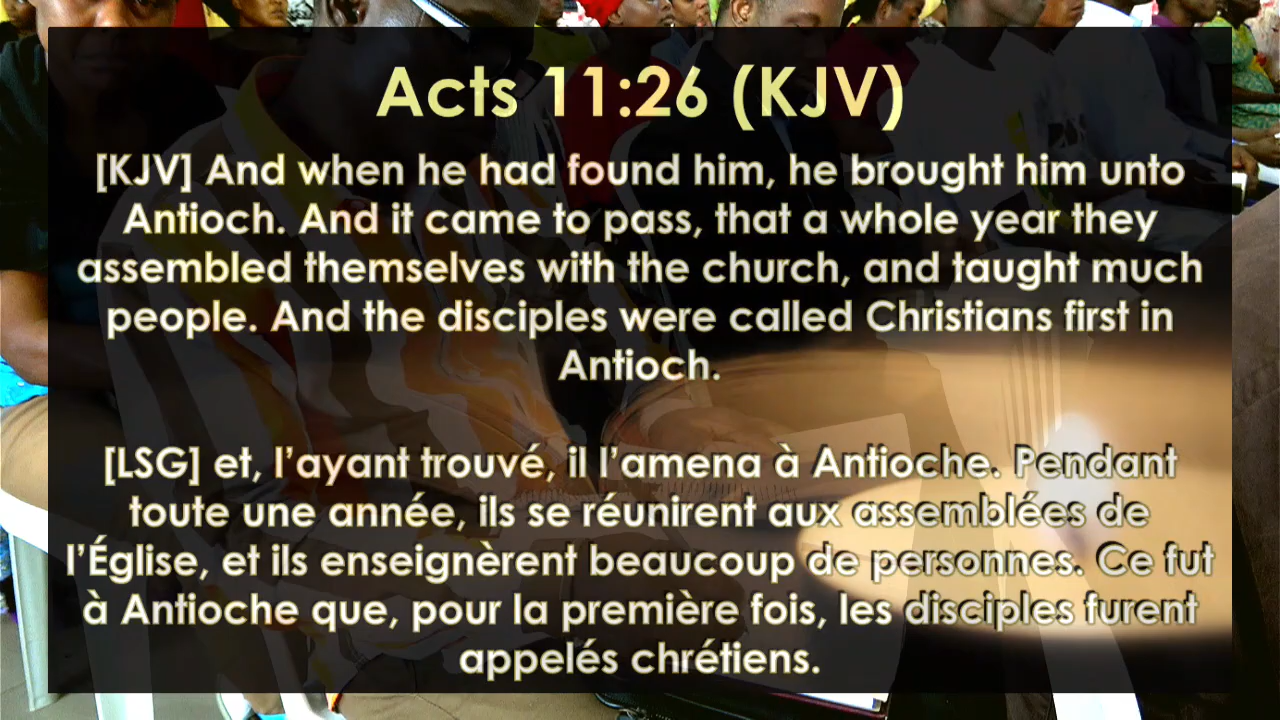 Acts 11:26 (KJV)
[KJV] And when he had found him, he brought him unto
Antioch. And it came to pass, that a whole year they
assembled themselves with the church, and taught much
people. And the disciples were called Christians first in
Antioch.
[LSG] et, l’ayant trouvé, il l’amena à Antioche. Pendant
toute une année, ils se réunirent aux assemblées de
l’Église, et ils enseignèrent beaucoup de personnes. Ce fut
à Antioche que, pour la première fois, les disciples furent
appelés chrétiens.